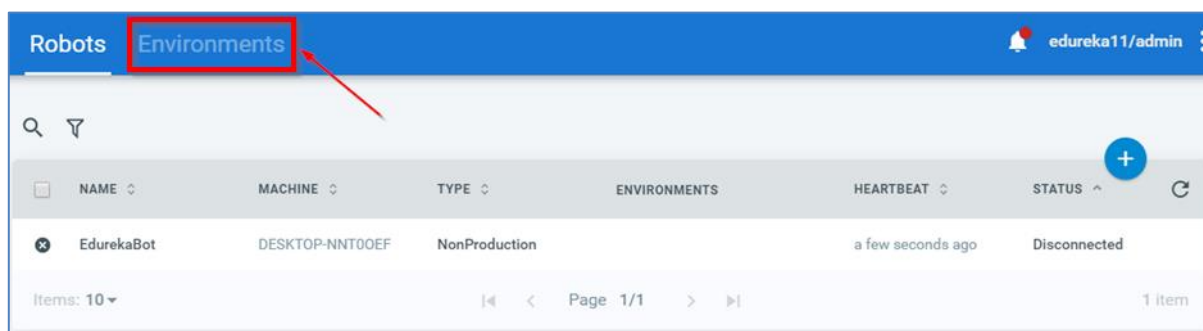 Robots Environments edureka11/admin
NAME MACHINE TYPE ENVIRONMENTS HEARTBEAT STATUS
EdurekaBot DESKTOP-NNT0OEF NonProduction a few seconds ago Disconnected
Items: 10 Page 1/1 1 item